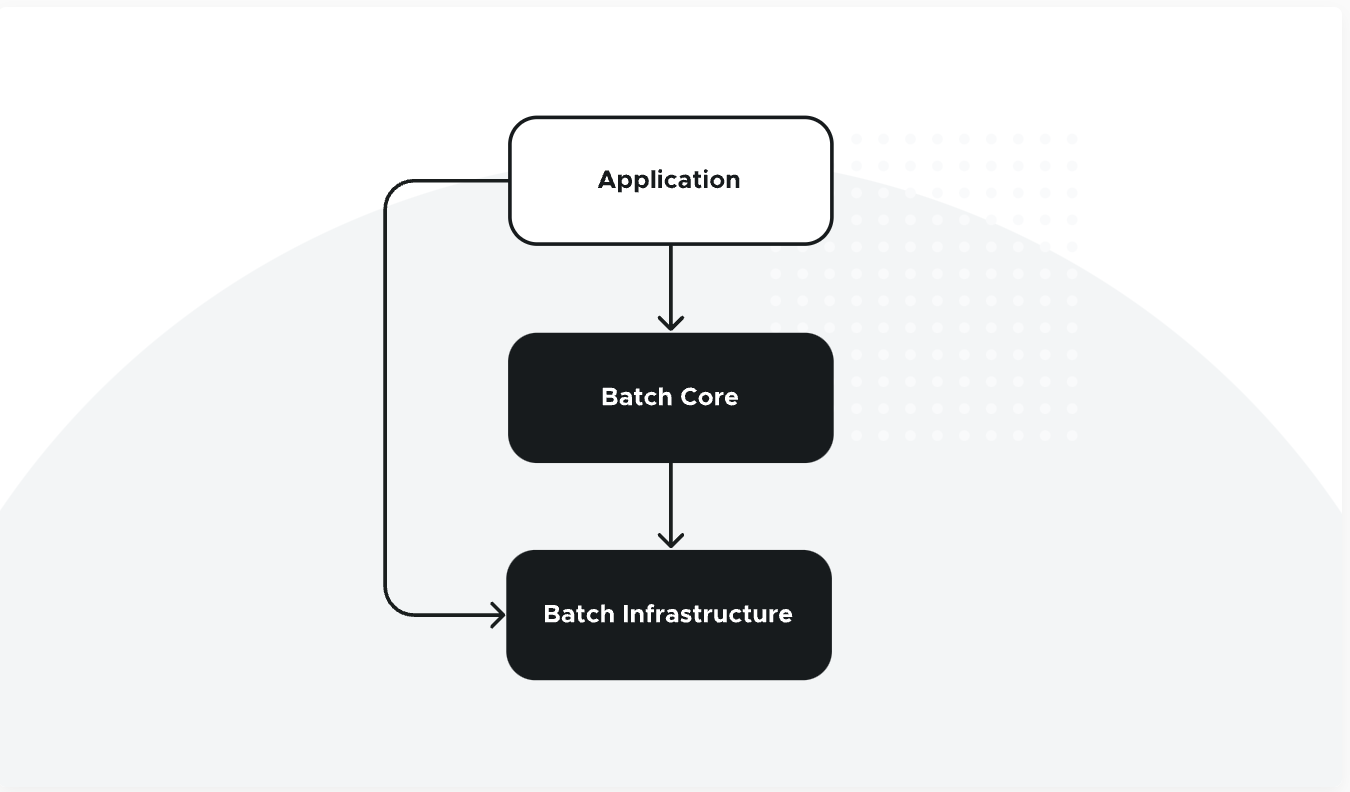 Application
Batch Core
Batch Infrastructure